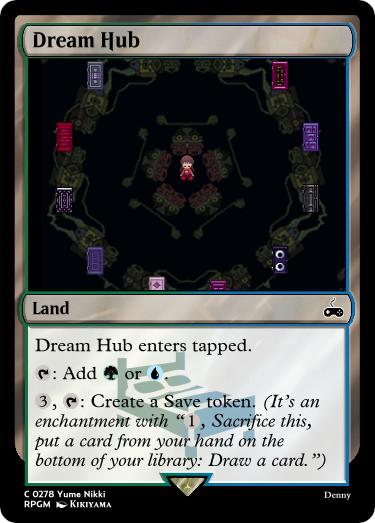 Dream Hub
Land
Dream Hub enters tapped.
: Add or
3, : Create a Save token. (It's an
enchantment with "1, Sacrifice this,
put a card from your hand on the
bottom of your library: Draw a card.")
C 0278 Yume Nikki
RPGM KIKIYAMA
Denny